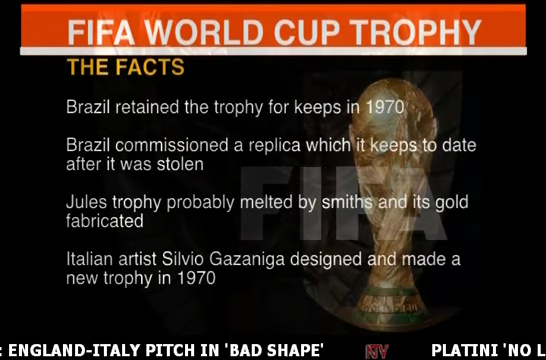 FIFA WORLD CUP TROPHY
THE FACTS
Brazil retained the trophy for keeps in 1970
Brazil commissioned a replica which it keeps to date
after it was stolen
Jules trophy probably melted by smiths and its gold
fabricated
Italian artist Silvio Gazaniga designed and made a
new trophy in 1970
FIFA
: ENGLAND-ITALY PITCH IN 'BAD SHAPE' NTV PLATINI 'NO L